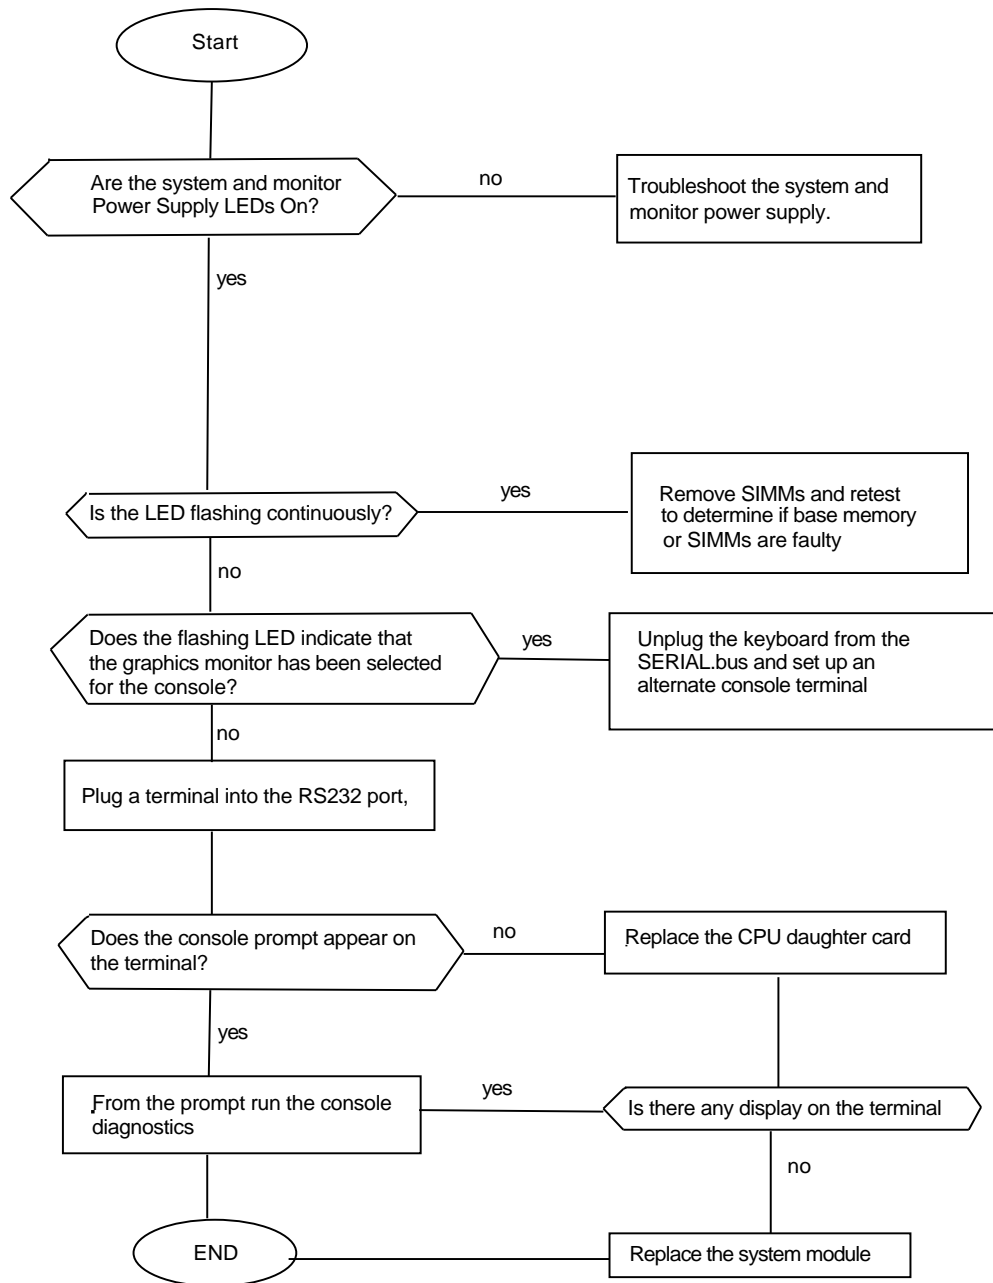 Start
Are the system and monitor
Power Supply LEDs On?
no
Troubleshoot the system and
monitor power supply.
yes
Is the LED flashing continuously?
yes
Remove SIMMs and retest
to determine if base memory
or SIMMs are faulty
no
Does the flashing LED indicate that
the graphics monitor has been selected
for the console?
yes
Unplug the keyboard from the
SERIAL.bus and set up an
alternate console terminal
no
Plug a terminal into the RS232 port,
Does the console prompt appear on
the terminal?
no
Replace the CPU daughter card
yes
From the prompt run the console
diagnostics
yes
Is there any display on the terminal
no
END
Replace the system module